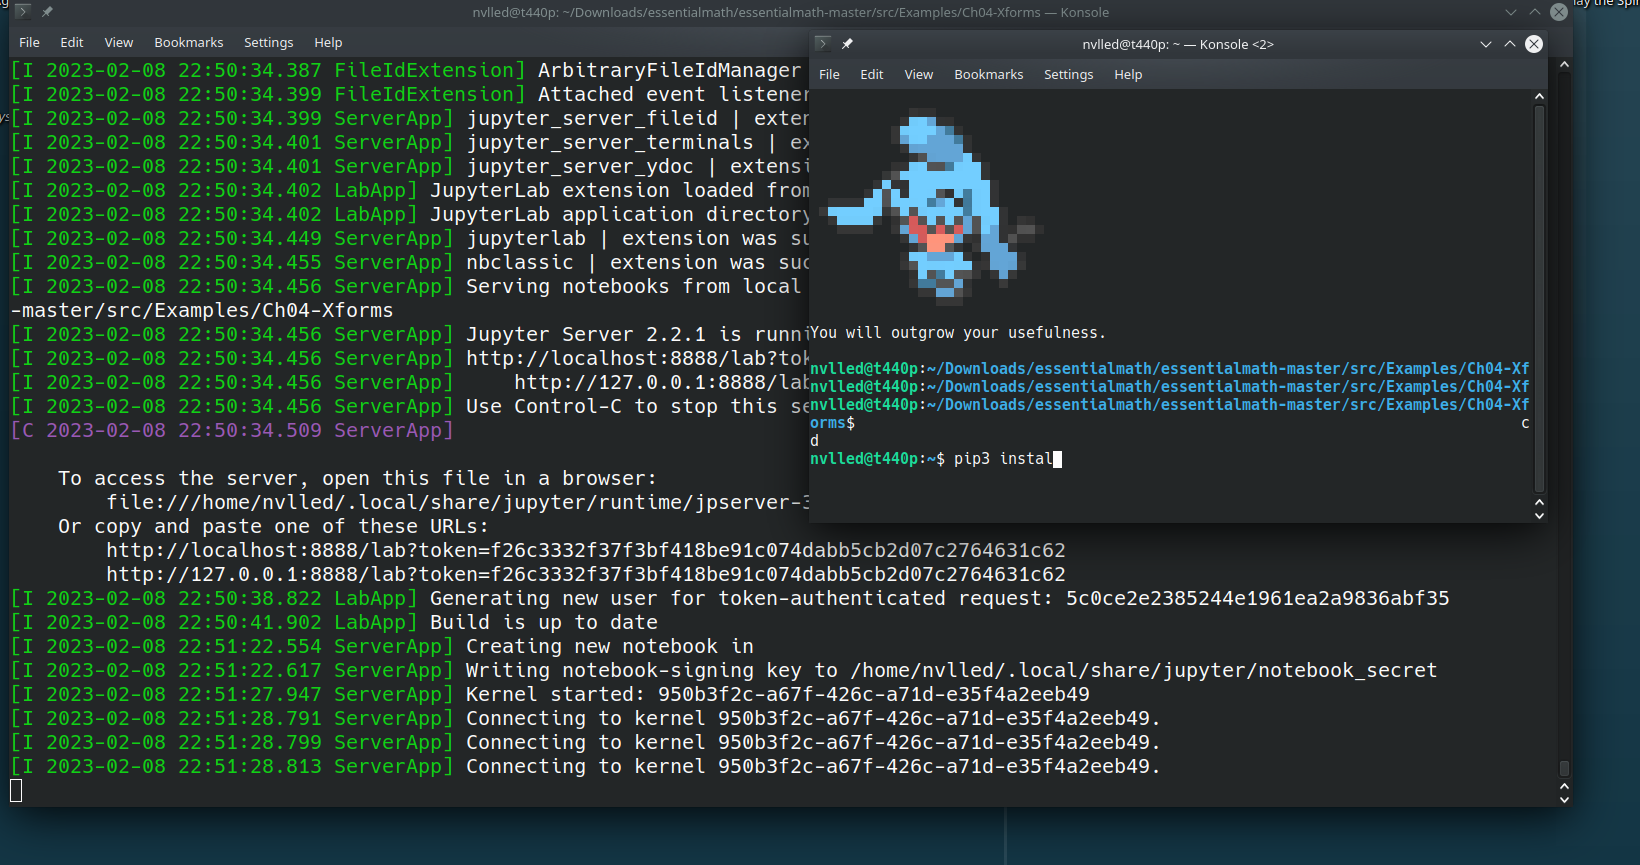 lay the Spir
nvlled@t440p: ~/Downloads/essentialmath/essentialmath-master/src/Examples/Ch04-Xforms — Konsole
File Edit View Bookmarks Settings Help
[I 2023-02-08 22:50:34.387 FileIdExtension] ArbitraryFileIdManager
[I 2023-02-08 22:50:34.399 FileIdExtension] Attached event listener
[I 2023-02-08 22:50:34.399 ServerApp] jupyter_server_fileid | exten
[I 2023-02-08 22:50:34.401 ServerApp] jupyter_server_terminals | ex
[I 2023-02-08 22:50:34.401 ServerApp] jupyter_server_ydoc | extensi
[I 2023-02-08 22:50:34.402 LabApp] JupyterLab extension loaded from
[I 2023-02-08 22:50:34.402 LabApp] JupyterLab application directory
[I 2023-02-08 22:50:34.449 ServerApp] jupyterlab | extension was su
[I 2023-02-08 22:50:34.455 ServerApp] nbclassic | extension was suc
[I 2023-02-08 22:50:34.456 ServerApp] Serving notebooks from local
-master/src/Examples/Ch04-Xforms
[I 2023-02-08 22:50:34.456 ServerApp] Jupyter Server 2.2.1 is runni
[I 2023-02-08 22:50:34.456 ServerApp] http://localhost:8888/lab?tok
[I 2023-02-08 22:50:34.456 ServerApp]     http://127.0.0.1:8888/lab
[I 2023-02-08 22:50:34.456 ServerApp] Use Control-C to stop this se
[C 2023-02-08 22:50:34.509 ServerApp]
To access the server, open this file in a browser:
file:///home/nvlled/.local/share/jupyter/runtime/jpserver-3
Or copy and paste one of these URLs:
http://localhost:8888/lab?token=f26c3332f37f3bf418be91c074dabb5cb2d07c2764631c62
http://127.0.0.1:8888/lab?token=f26c3332f37f3bf418be91c074dabb5cb2d07c2764631c62
[I 2023-02-08 22:50:38.822 LabApp] Generating new user for token-authenticated request: 5c0ce2e2385244e1961ea2a9836abf35
[I 2023-02-08 22:50:41.902 LabApp] Build is up to date
[I 2023-02-08 22:51:22.554 ServerApp] Creating new notebook in
[I 2023-02-08 22:51:22.617 ServerApp] Writing notebook-signing key to /home/nvlled/.local/share/jupyter/notebook_secret
[I 2023-02-08 22:51:27.947 ServerApp] Kernel started: 950b3f2c-a67f-426c-a71d-e35f4a2eeb49
[I 2023-02-08 22:51:28.791 ServerApp] Connecting to kernel 950b3f2c-a67f-426c-a71d-e35f4a2eeb49.
[I 2023-02-08 22:51:28.799 ServerApp] Connecting to kernel 950b3f2c-a67f-426c-a71d-e35f4a2eeb49.
[I 2023-02-08 22:51:28.813 ServerApp] Connecting to kernel 950b3f2c-a67f-426c-a71d-e35f4a2eeb49.
nvlled@t440p: ~ — Konsole <2>
File Edit View Bookmarks Settings Help
You will outgrow your usefulness.
nvlled@t440p:~/Downloads/essentialmath/essentialmath-master/src/Examples/Ch04-Xf
nvlled@t440p:~/Downloads/essentialmath/essentialmath-master/src/Examples/Ch04-Xf
nvlled@t440p:~/Downloads/essentialmath/essentialmath-master/src/Examples/Ch04-Xf
orms$ c
d
nvlled@t440p:~$ pip3 instal